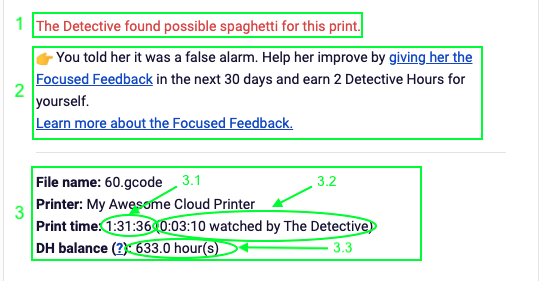 1 The Detective found possible spaghetti for this print.
👉 You told her it was a false alarm. Help her improve by giving her the
2 Focused Feedback in the next 30 days and earn 2 Detective Hours for
yourself.
Learn more about the Focused Feedback.
File name: 60.gcode 3.1 3.2
3 Printer: My Awesome Cloud Printer
Print time: 1:31:36 (0:03:10 watched by The Detective)
DH balance (?): 633.0 hour(s) 3.3